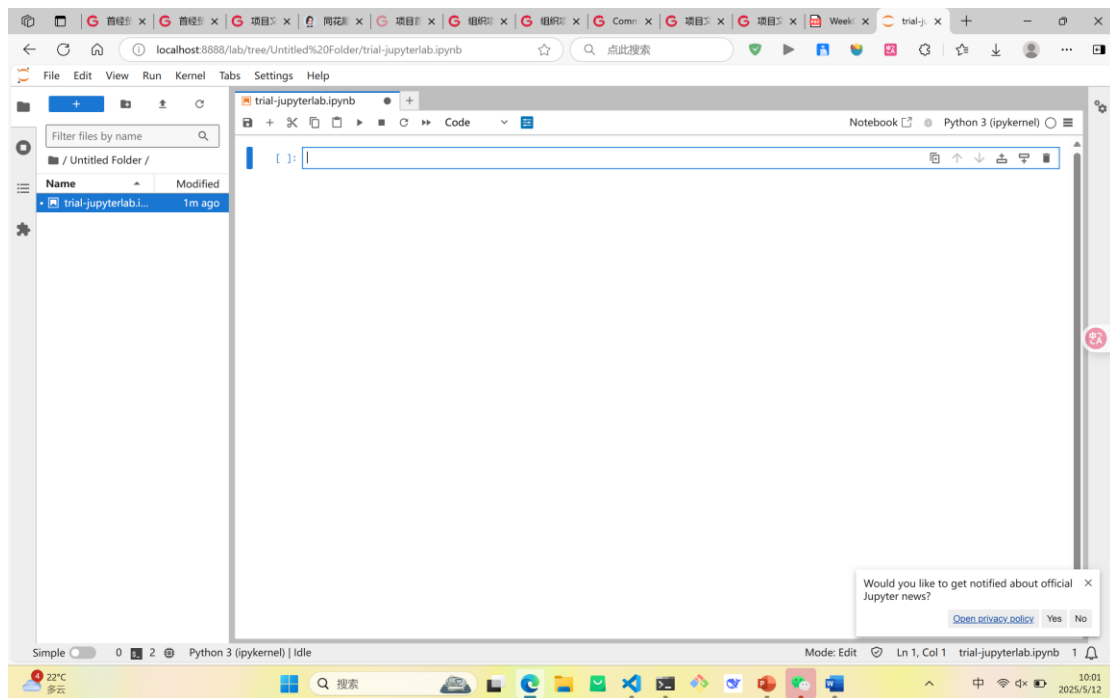 首经 项目 同花 项目 组织 组织 Comm 项目 项目 Week trial-ju
localhost:8888/lab/tree/Untitled%20Folder/trial-jupyterlab.ipynb 点此搜索
File Edit View Run Kernel Tabs Settings Help
trial-jupyterlab.ipynb
Code Notebook Python 3 (ipykernel)
Filter files by name
/ Untitled Folder /
[ ]:
Name Modified
trial-jupyterlab.i... 1m ago
Would you like to get notified about official
Jupyter news?
Open privacy policy Yes No
Simple 0 2 Python 3 (ipykernel) | Idle Mode: Edit Ln 1, Col 1 trial-jupyterlab.ipynb 1
4 22°C
多云
搜索
中
10:01
2025/5/12